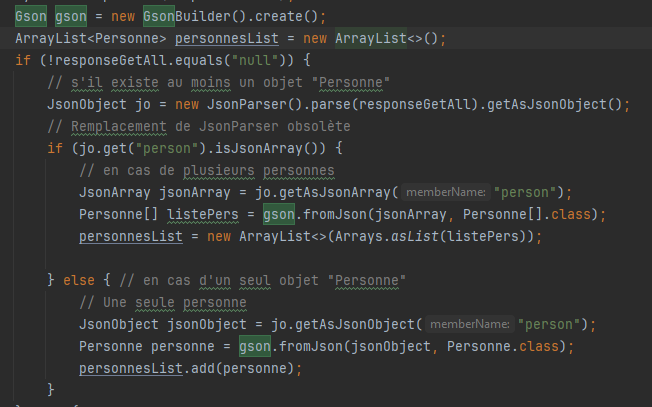 Gson gson = new GsonBuilder().create();
ArrayList<Personne> personnesList = new ArrayList<>();
if (!responseGetAll.equals("null")) {
// s'il existe au moins un objet "Personne"
JsonObject jo = new JsonParser().parse(responseGetAll).getAsJsonObject();
// Remplacement de JsonParser obsolète
if (jo.get("person").isJsonArray()) {
// en cas de plusieurs personnes
JsonArray jsonArray = jo.getAsJsonArray( memberName: "person");
Personne[] listePers = gson.fromJson(jsonArray, Personne[].class);
personnesList = new ArrayList<>(Arrays.asList(listePers));
} else { // en cas d'un seul objet "Personne"
// Une seule personne
JsonObject jsonObject = jo.getAsJsonObject( memberName: "person");
Personne personne = gson.fromJson(jsonObject, Personne.class);
personnesList.add(personne);
}